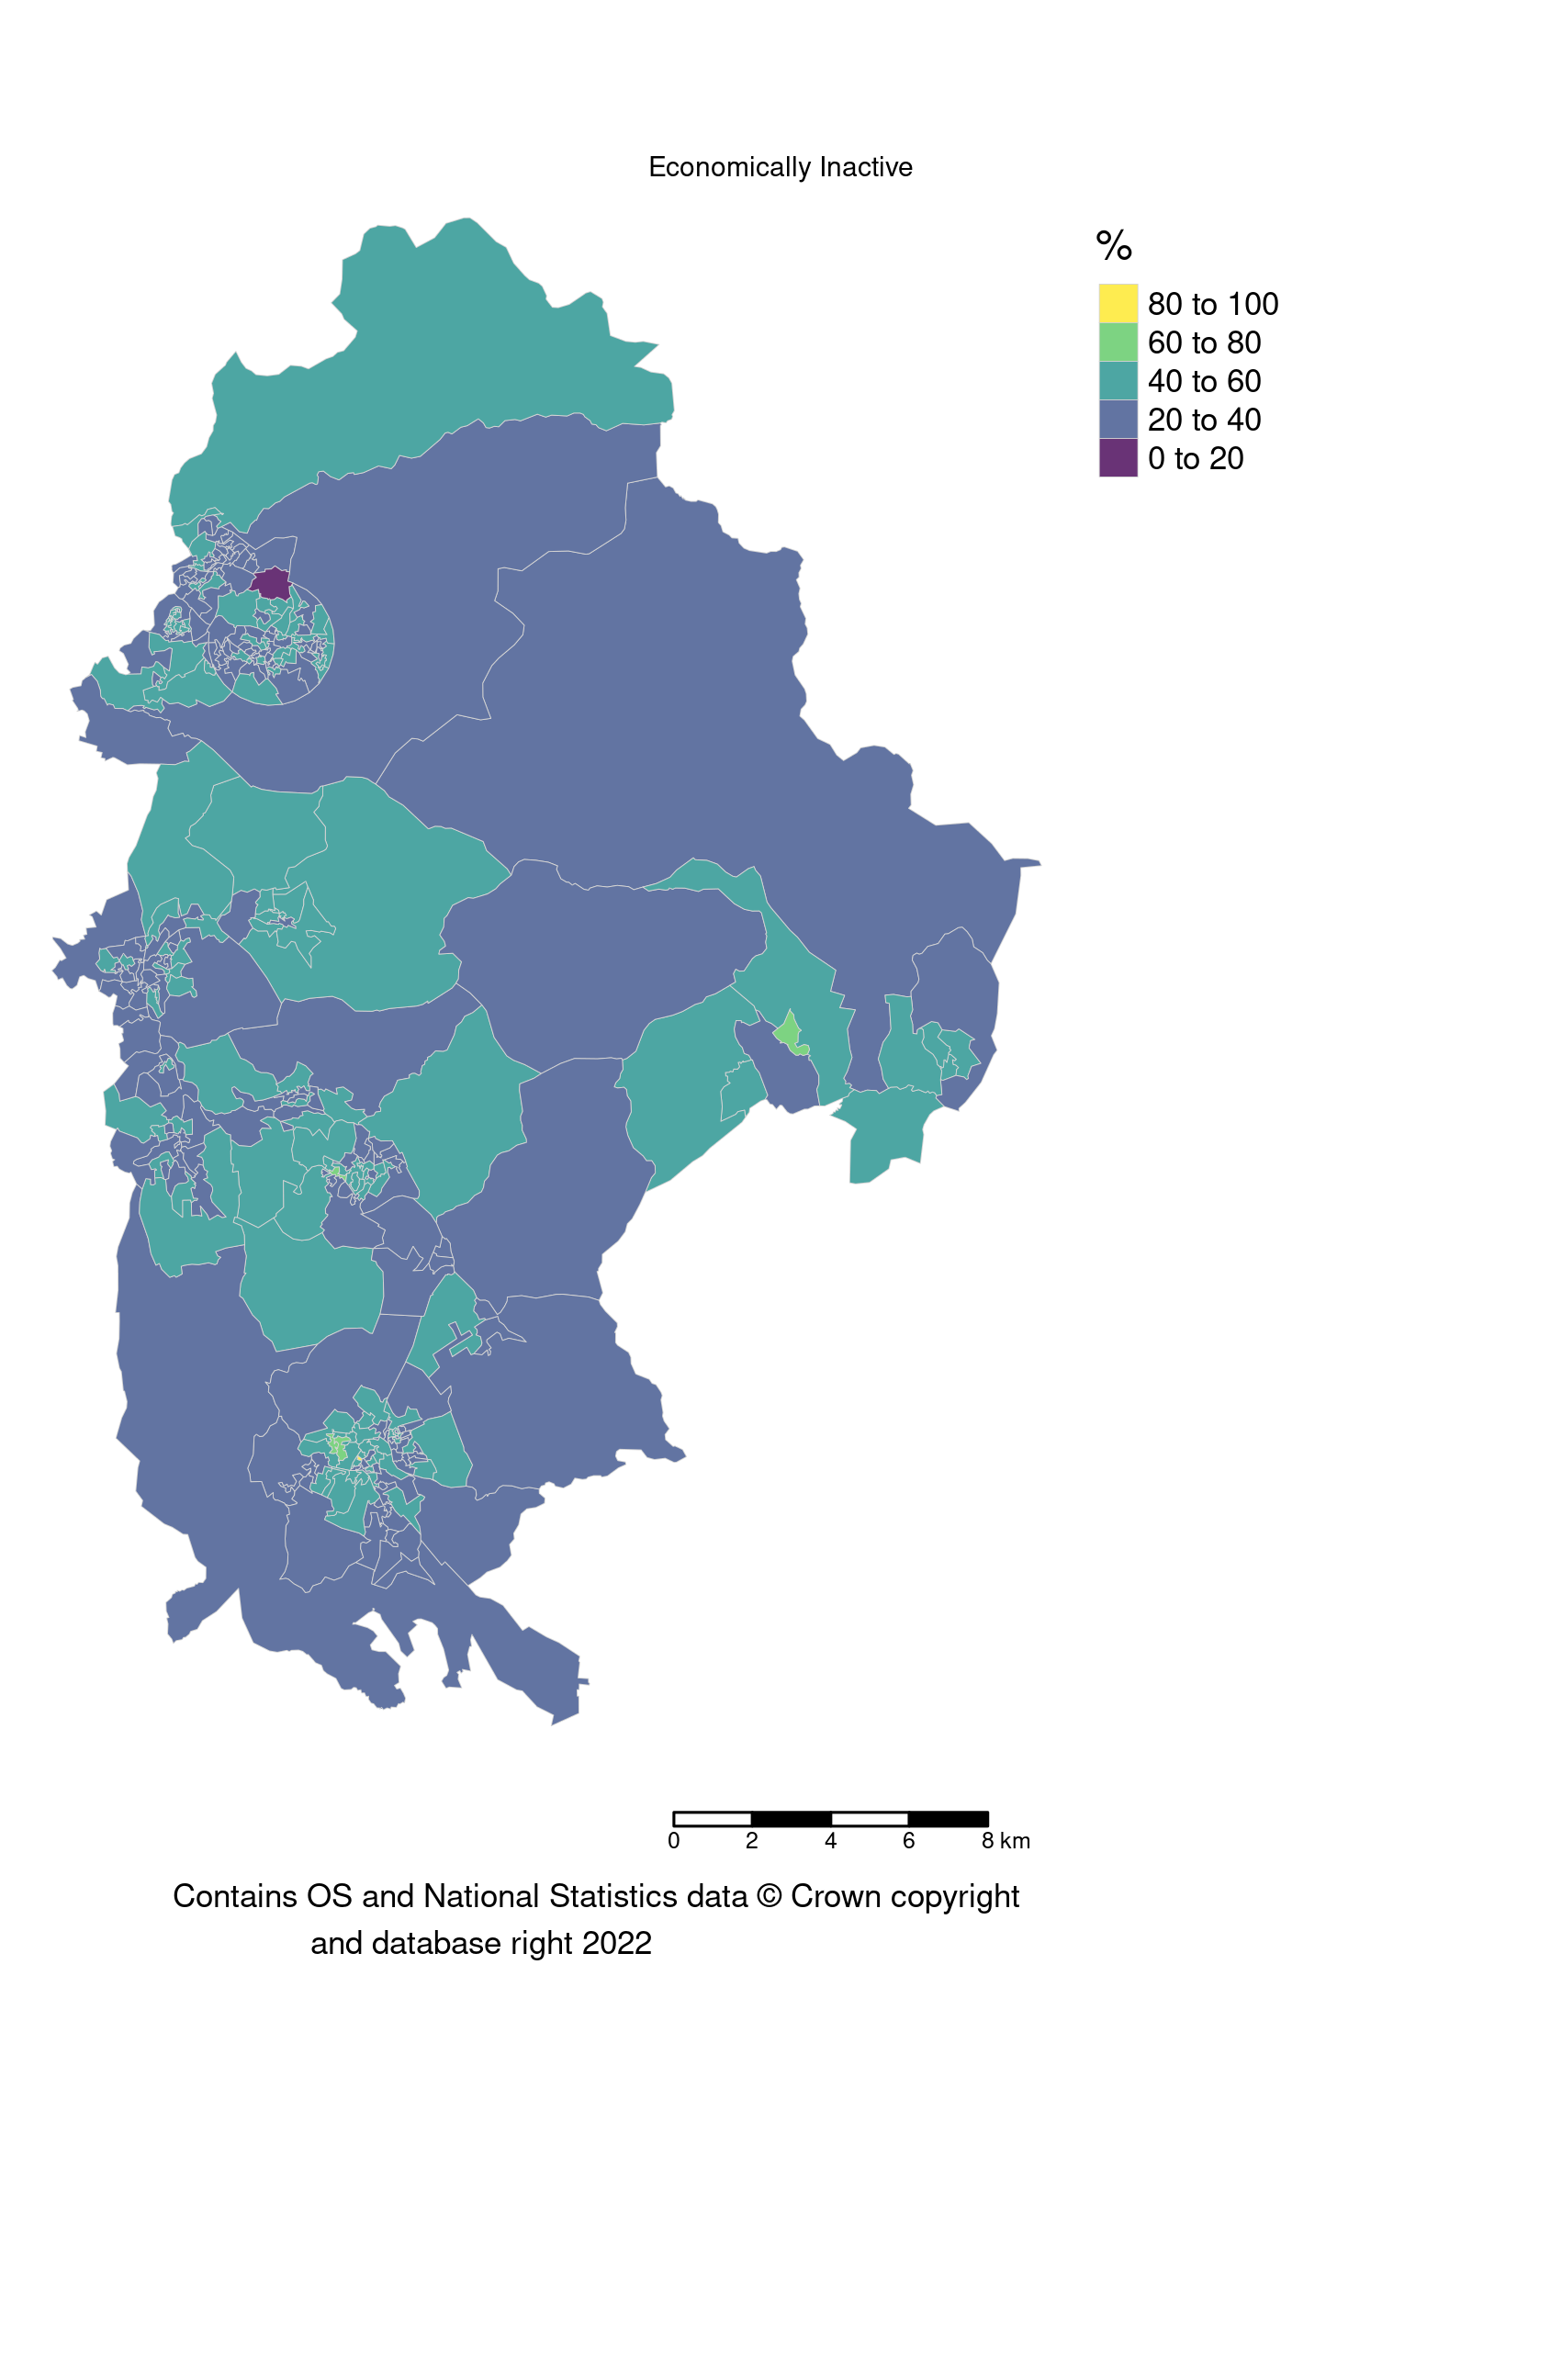 Economically Inactive
%
80 to 100
60 to 80
40 to 60
20 to 40
0 to 20
0 2 4 6 8 km
Contains OS and National Statistics data © Crown copyright
and database right 2022